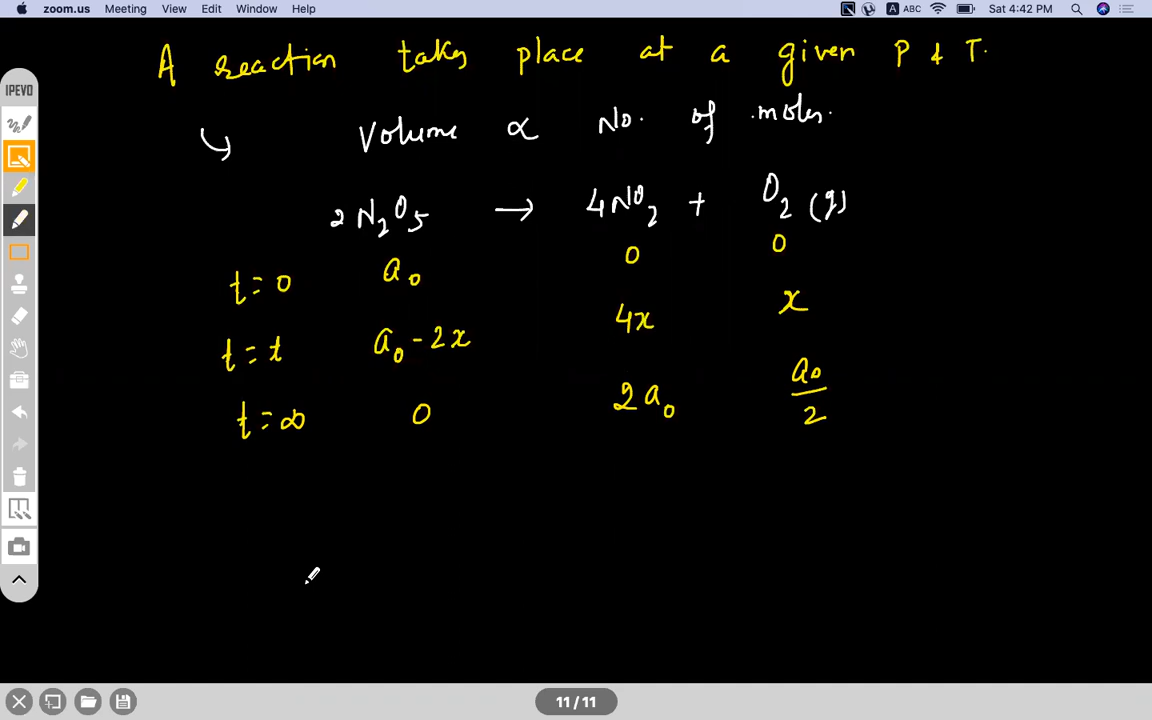 zoom.us Meeting View Edit Window Help ABC Sat 4:42 PM
IPEVO
A reaction takes place at a given P & T.
↳ Volume ∝ No. of moles.
2N₂O₅ → 4NO₂ + O₂ (g)
t = 0 a₀ 0 0
t = t a₀ - 2x 4x x
t = ∞ 0 2a₀ a₀/2
11 / 11